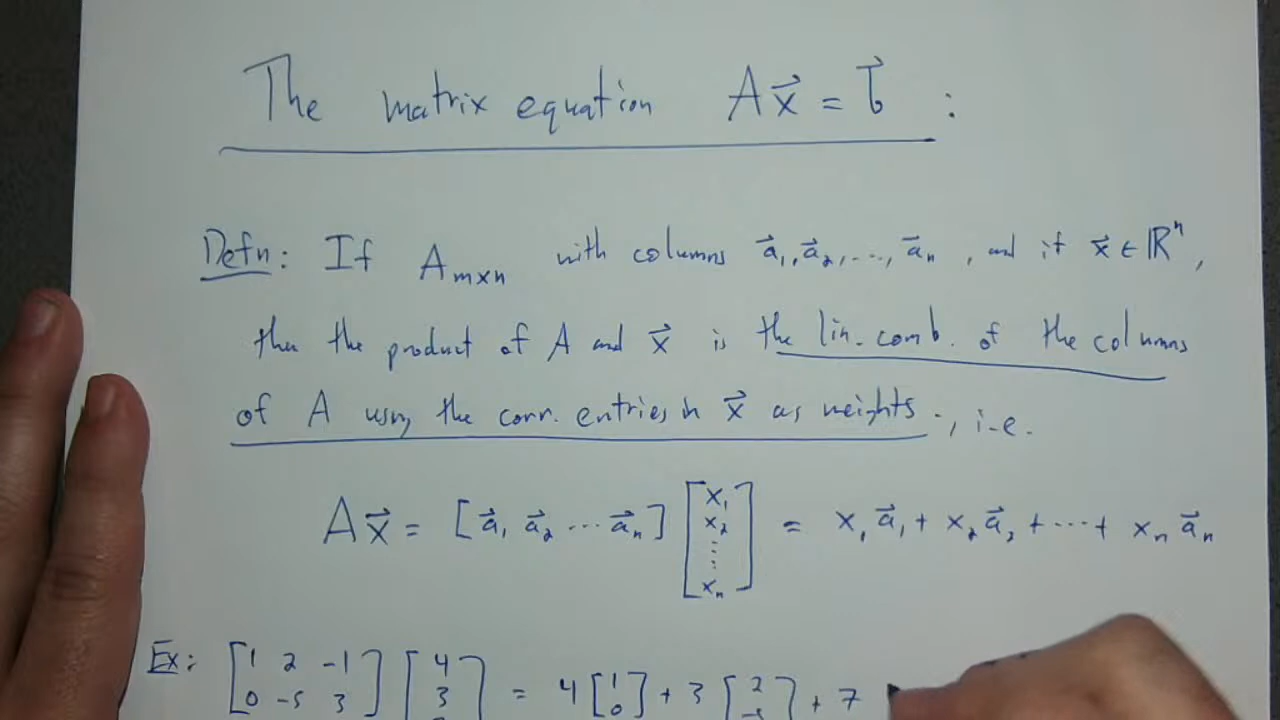 The matrix equation Ax⃗ = b⃗ :
Defn: If A_{m×n} with columns a⃗₁, a⃗₂, ..., a⃗ₙ , and if x⃗ ∈ ℝⁿ,
then the product of A and x⃗ is the lin. comb. of the columns
of A using the corr. entries in x⃗ as weights ., i.e.
Ax⃗ = [a⃗₁ a⃗₂ ... a⃗ₙ] [x₁ x₂ ⋮ xₙ] = x₁a⃗₁ + x₂a⃗₂ + ... + xₙa⃗ₙ
Ex: [1 2 -1; 0 -5 3] [4 3 = 4 [1 0] + 3 [2 ] + 7